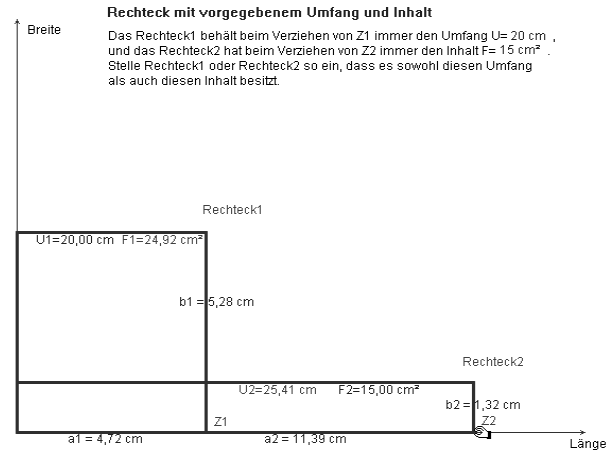 Rechteck mit vorgegebenem Umfang und Inhalt
Breite
Das Rechteck1 behält beim Verziehen von Z1 immer den Umfang U= 20 cm ,
und das Rechteck2 hat beim Verziehen von Z2 immer den Inhalt F= 15 cm² .
Stelle Rechteck1 oder Rechteck2 so ein, dass es sowohl diesen Umfang
als auch diesen Inhalt besitzt.
Rechteck1
U1=20,00 cm F1=24,92 cm²
b1 = 5,28 cm
Rechteck2
U2=25,41 cm F2=15,00 cm²
b2 = 1,32 cm
Z1
Z2
a1 = 4,72 cm a2 = 11,39 cm
Länge